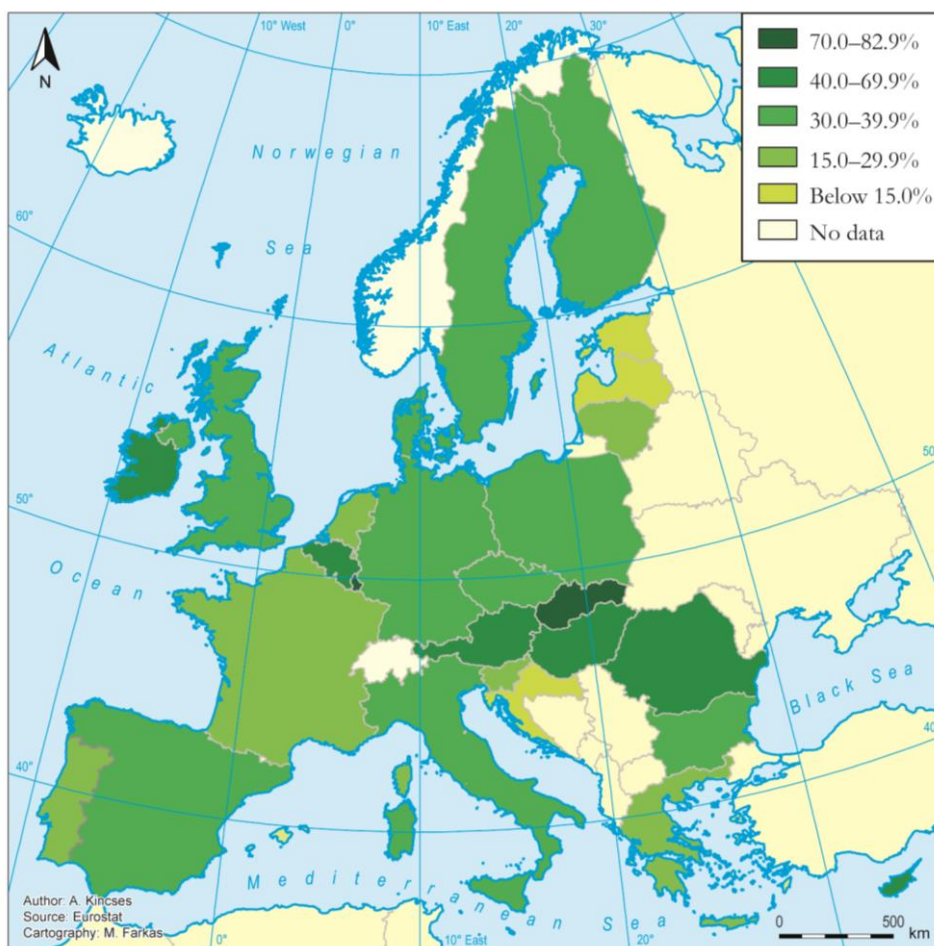 10° West
0°
10° East
20°
30°
N
70.0–82.9%
40.0–69.9%
30.0–39.9%
15.0–29.9%
Below 15.0%
No data
Norwegian
Sea
60°
Atlantic
50°
50°
Ocean
Black Sea
40°
40°
Mediterranean Sea
Author: A. Kincses
Source: Eurostat
Cartography: M. Farkas
0°
10° East
20°
0 500
km